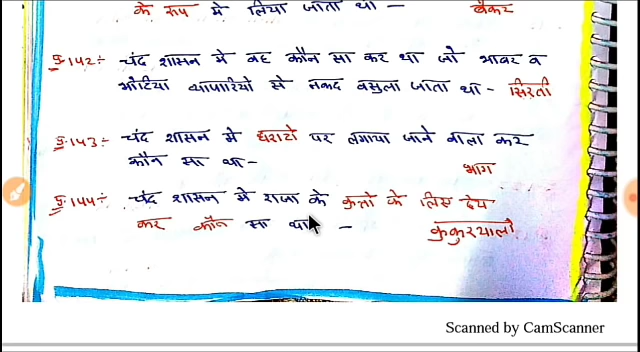 के रूप मे लिया जाता था — बैकर
प्र.142÷ चंद शासन मे वह कौन सा कर था जो भाबर व
भोटिया व्यापारियो से नकद वसुला जाता था - सिरती
प्र.143÷ चंद शासन मे घराटो पर लगाया जाने वाला कर
कौन सा था-
भाग
प्र.144÷ चंद शासन मे राजा के कुतो के लिए देय
कर कौन सा था - कुकुरयालो
Scanned by CamScanner